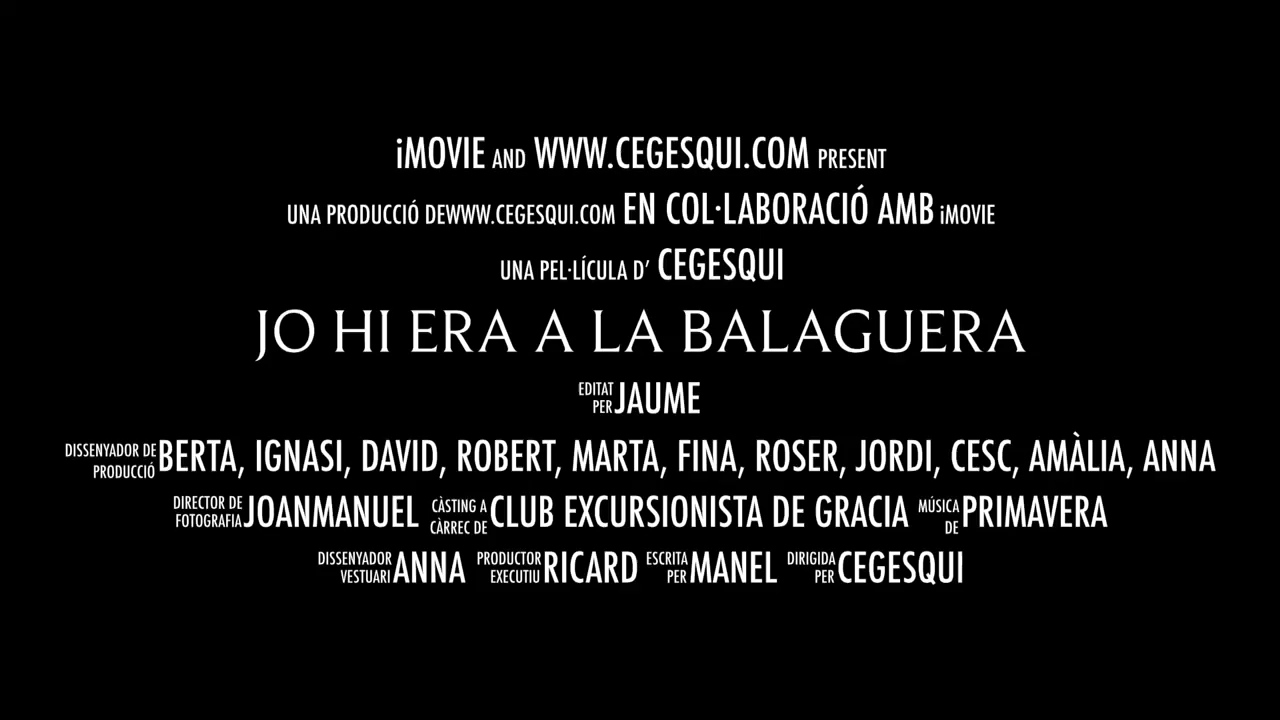 iMOVIE AND WWW.CEGESQUI.COM PRESENT
UNA PRODUCCIÓ DEWWW.CEGESQUI.COM EN COL·LABORACIÓ AMB iMOVIE
UNA PEL·LÍCULA D’ CEGESQUI
JO HI ERA A LA BALAGUERA
EDITAT PER JAUME
DISSENYADOR DE PRODUCCIÓ BERTA, IGNASI, DAVID, ROBERT, MARTA, FINA, ROSER, JORDI, CESC, AMÀLIA, ANNA
DIRECTOR DE FOTOGRAFIA JOANMANUEL CÀSTING A CÀRREC DE CLUB EXCURSIONISTA DE GRACIA MÚSICA DE PRIMAVERA
DISSENYADOR VESTUARI ANNA PRODUCTOR EXECUTIU RICARD ESCRITA PER MANEL DIRIGIDA PER CEGESQUI